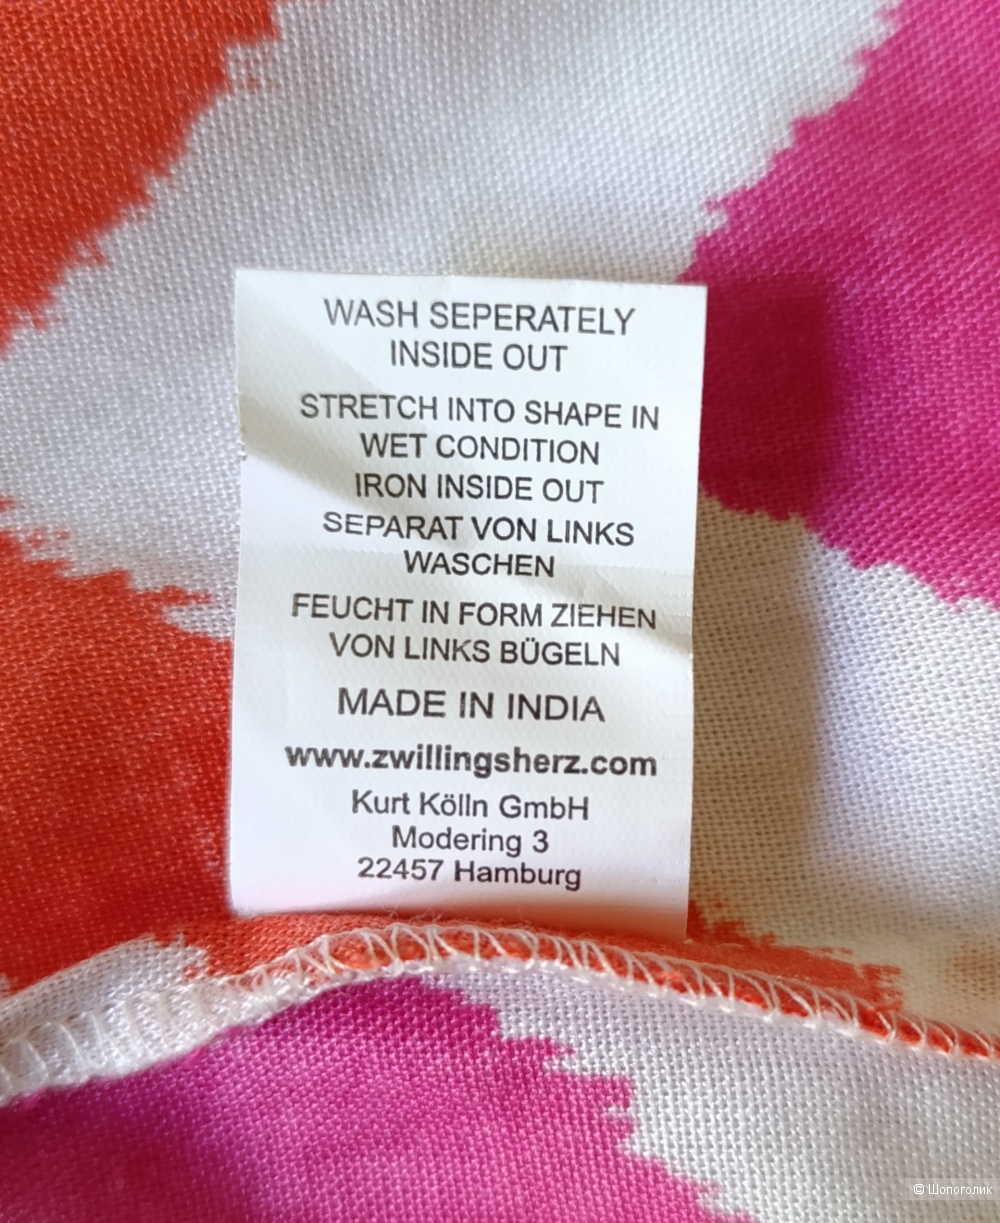 WASH SEPERATELY
INSIDE OUT
STRETCH INTO SHAPE IN
WET CONDITION
IRON INSIDE OUT
SEPARAT VON LINKS
WASCHEN
FEUCHT IN FORM ZIEHEN
VON LINKS BÜGELN
MADE IN INDIA
www.zwillingsherz.com
Kurt Kölln GmbH
Modering 3
22457 Hamburg
© Шопоголик